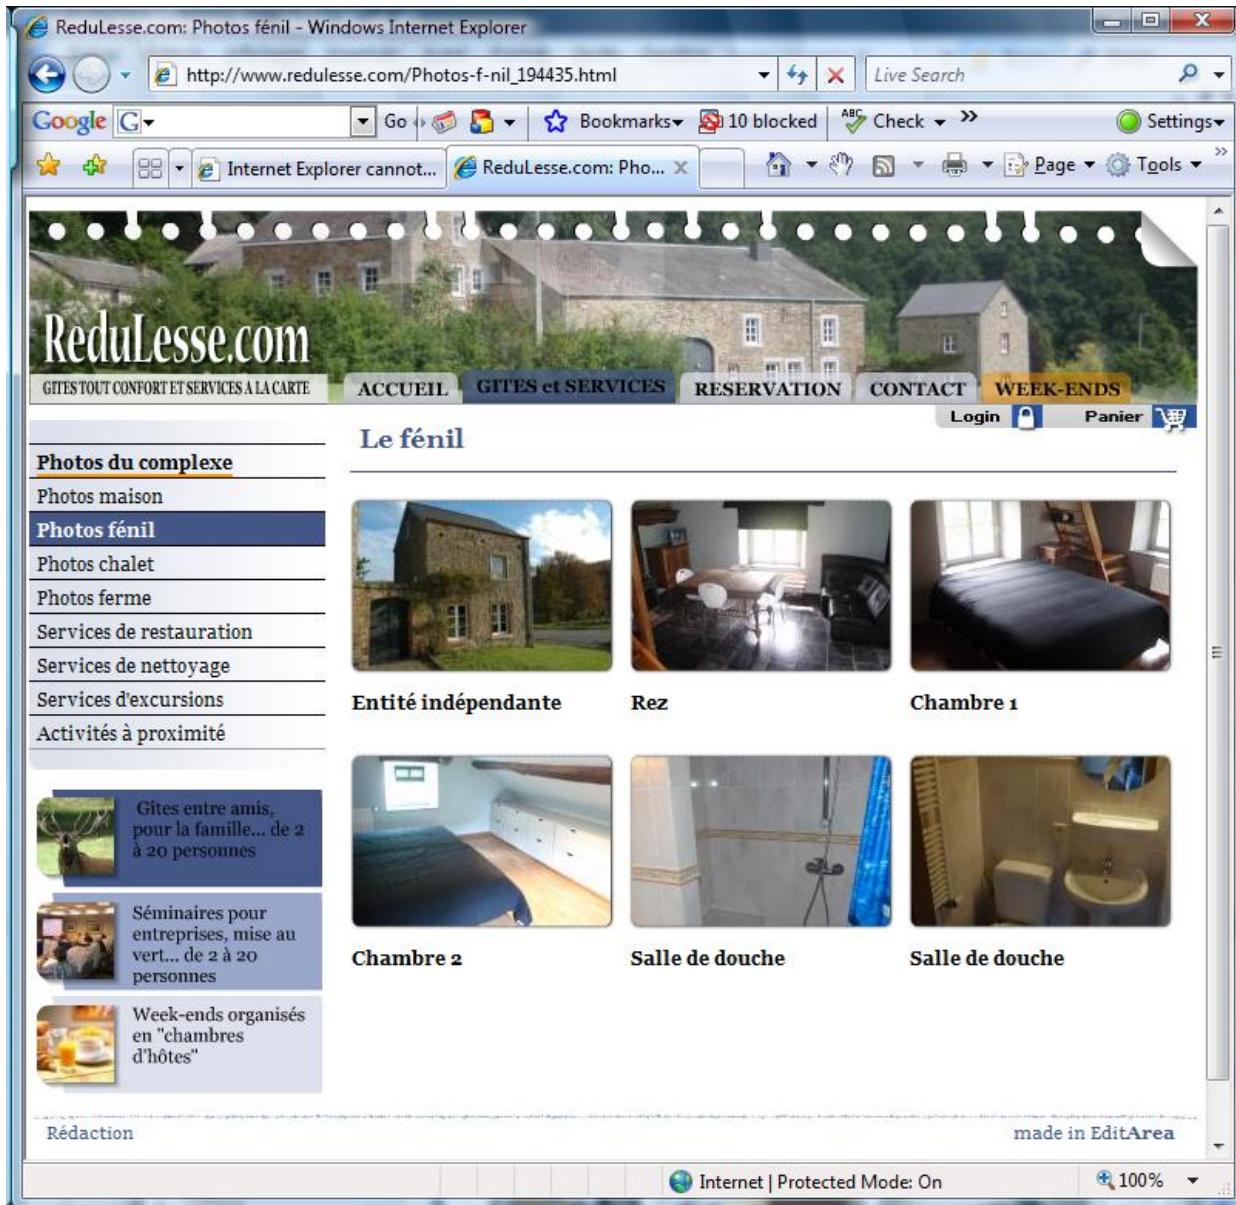 ReduLesse.com: Photos fénil - Windows Internet Explorer
http://www.redulesse.com/Photos-f-nil_194435.html
Live Search
Google G Go Bookmarks 10 blocked ABC Check » Settings
Internet Explorer cannot... ReduLesse.com: Pho... Page Tools »
ReduLesse.com
GITES TOUT CONFORT ET SERVICES A LA CARTE
ACCUEIL GITES et SERVICES RESERVATION CONTACT WEEK-ENDS
Login Panier
Photos du complexe
Photos maison
Photos fénil
Photos chalet
Photos ferme
Services de restauration
Services de nettoyage
Services d'excursions
Activités à proximité
Gîtes entre amis,
pour la famille... de 2
à 20 personnes
Séminaires pour
entreprises, mise au
vert... de 2 à 20
personnes
Week-ends organisés
en "chambres
d'hôtes"
Le fénil
Entité indépendante Rez Chambre 1
Chambre 2 Salle de douche Salle de douche
Rédaction made in EditArea
Internet | Protected Mode: On 100%